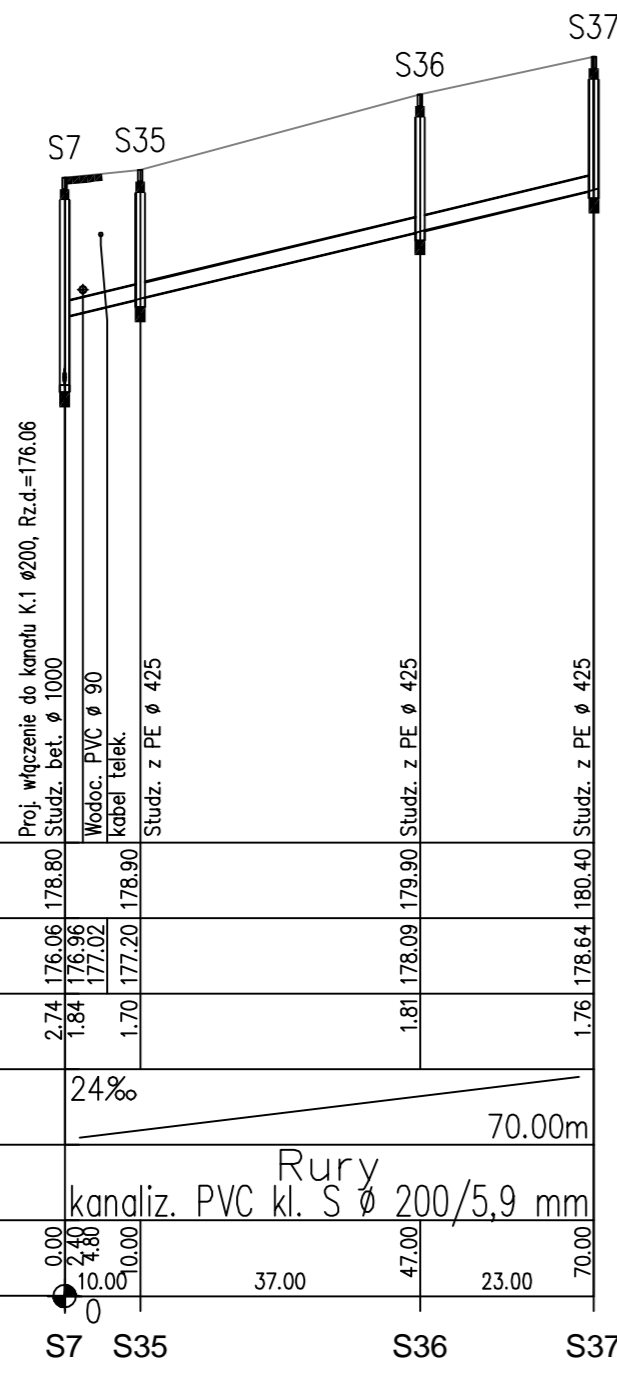 S37
S36
S35
S7
Proj. włączenie do kanału K.1 ø200, Rz.d.=176.06
Studz. bet. ø 1000
Wodoc. PVC ø 90
kabel telek.
Studz. z PE ø 425
Studz. z PE ø 425
Studz. z PE ø 425
178.80 178.90 179.90 180.40
176.06 176.96 177.02 177.20 178.09 178.64
2.74 1.84 1.70 1.81 1.76
24‰
70.00m
Rury
kanaliz. PVC kl. S ø 200/5,9 mm
0.00 2.40 4.80 10.00 47.00 70.00
10.00 37.00 23.00
0
S7 S35 S36 S37